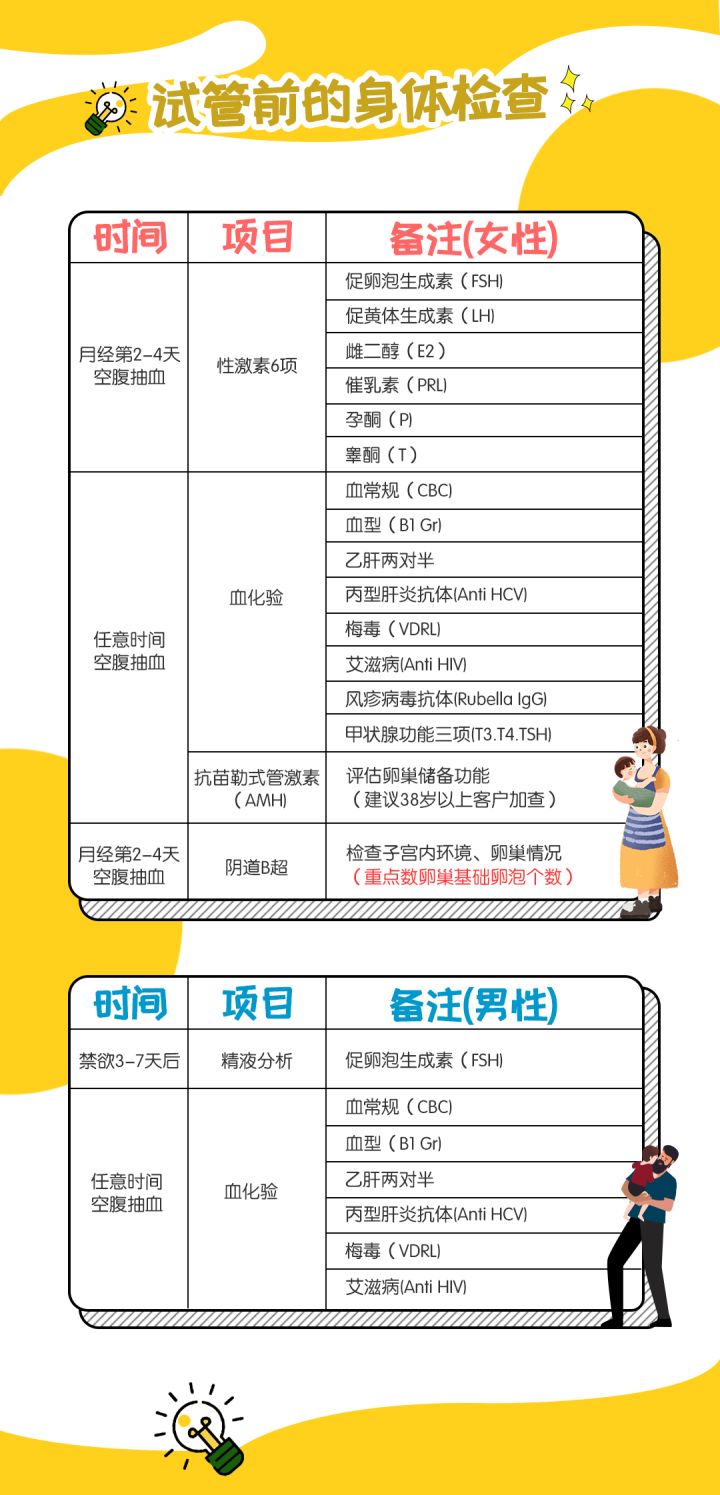 试管前的身体检查
时间 项目 备注(女性)
月经第2-4天
空腹抽血
性激素6项
促卵泡生成素（FSH)
促黄体生成素（LH)
雌二醇（E2）
催乳素（PRL)
孕酮（P)
睾酮（T）
任意时间
空腹抽血
血化验
血常规（CBC)
血型（B1 Gr)
乙肝两对半
丙型肝炎抗体(Anti HCV)
梅毒（VDRL)
艾滋病(Anti HIV)
风疹病毒抗体(Rubella IgG)
甲状腺功能三项(T3.T4.TSH)
抗苗勒式管激素
（AMH)
评估卵巢储备功能
（建议38岁以上客户加查）
月经第2-4天
空腹抽血
阴道B超
检查子宫内环境、卵巢情况
（重点数卵巢基础卵泡个数）
时间 项目 备注(男性)
禁欲3-7天后 精液分析 促卵泡生成素（FSH)
任意时间
空腹抽血
血化验
血常规（CBC)
血型（B1 Gr)
乙肝两对半
丙型肝炎抗体(Anti HCV)
梅毒（VDRL)
艾滋病(Anti HIV)